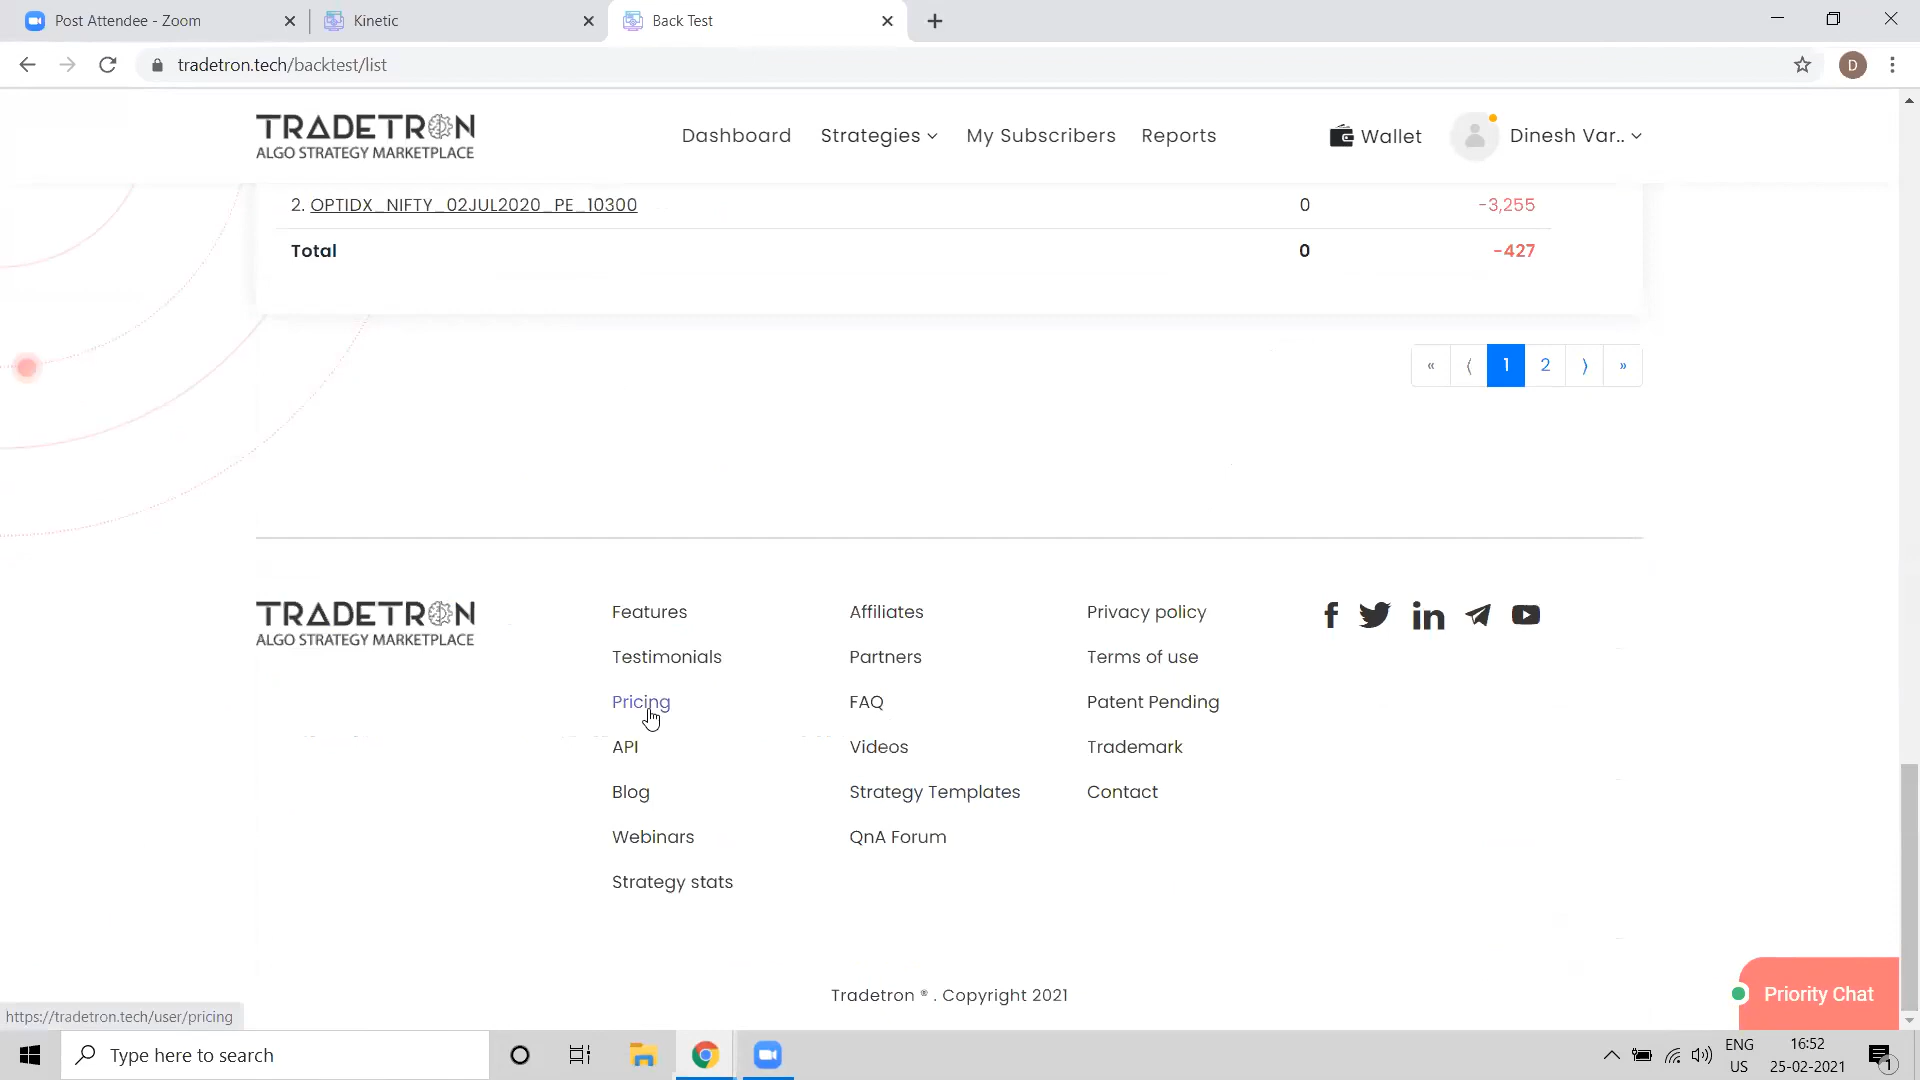 Post Attendee - Zoom
Kinetic
Back Test
tradetron.tech/backtest/list
D
TRADETRON
ALGO STRATEGY MARKETPLACE
Dashboard
Strategies
My Subscribers
Reports
Wallet
Dinesh Var..
2. OPTIDX_NIFTY_02JUL2020_PE_10300 0 -3,255
Total 0 -427
« ⟨ 1 2 ⟩ »
TRADETRON
ALGO STRATEGY MARKETPLACE
Features
Testimonials
Pricing
API
Blog
Webinars
Strategy stats
Affiliates
Partners
FAQ
Videos
Strategy Templates
QnA Forum
Privacy policy
Terms of use
Patent Pending
Trademark
Contact
Tradetron ® . Copyright 2021
Priority Chat
https://tradetron.tech/user/pricing
Type here to search
ENG
US
16:52
25-02-2021
1